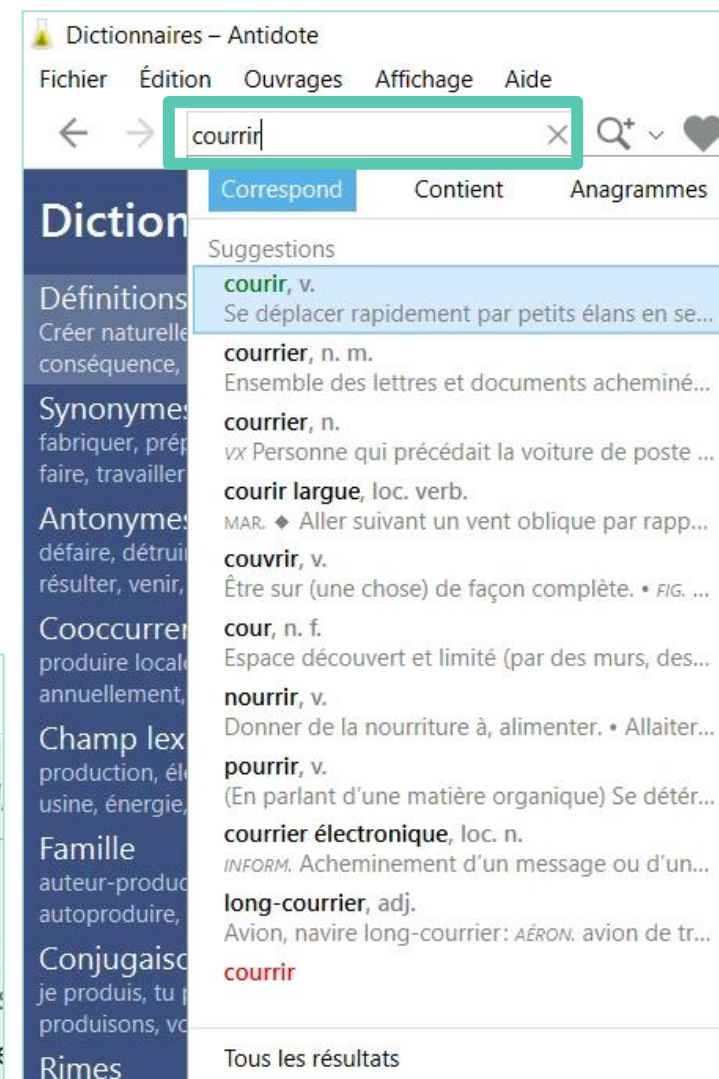 Dictionnaires – Antidote
Fichier Édition Ouvrages Affichage Aide
courrir
Correspond Contient Anagrammes
Diction
Suggestions
courir, v.
Se déplacer rapidement par petits élans en se...
courrier, n. m.
Ensemble des lettres et documents acheminé...
courrier, n.
VX Personne qui précédait la voiture de poste ...
courir largue, loc. verb.
MAR. ◆ Aller suivant un vent oblique par rapp...
couvrir, v.
Être sur (une chose) de façon complète. • FIG. ...
cour, n. f.
Espace découvert et limité (par des murs, des...
nourrir, v.
Donner de la nourriture à, alimenter. • Allaiter...
pourrir, v.
(En parlant d'une matière organique) Se détér...
courrier électronique, loc. n.
INFORM. Acheminement d'un message ou d'un...
long-courrier, adj.
Avion, navire long-courrier: AÉRON. avion de tr...
courrir
Tous les résultats
Définitions
Créer naturelle
conséquence,
Synonymes
fabriquer, prép
faire, travailler
Antonymes
défaire, détrui
résulter, venir,
Cooccurren
produire locale
annuellement,
Champ lex
production, éle
usine, énergie,
Famille
auteur-produc
autoproduire,
Conjugaiso
je produis, tu p
produisons, vo
Rimes